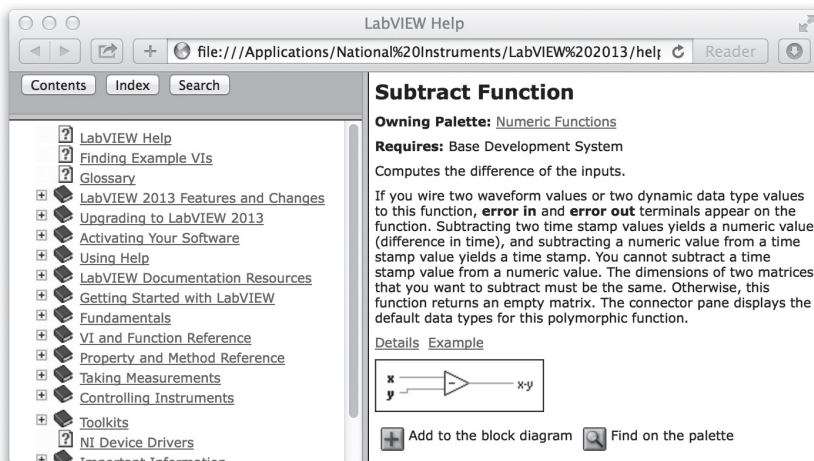 LabVIEW Help
file:///Applications/National%20Instruments/LabVIEW%202013/help
Reader
Contents
Index
Search
LabVIEW Help
Finding Example VIs
Glossary
LabVIEW 2013 Features and Changes
Upgrading to LabVIEW 2013
Activating Your Software
Using Help
LabVIEW Documentation Resources
Getting Started with LabVIEW
Fundamentals
VI and Function Reference
Property and Method Reference
Taking Measurements
Controlling Instruments
Toolkits
NI Device Drivers
Important Information
Subtract Function
Owning Palette: Numeric Functions
Requires: Base Development System
Computes the difference of the inputs.
If you wire two waveform values or two dynamic data type values
to this function, error in and error out terminals appear on the
function. Subtracting two time stamp values yields a numeric value
(difference in time), and subtracting a numeric value from a time
stamp value yields a time stamp. You cannot subtract a time
stamp value from a numeric value. The dimensions of two matrices
that you want to subtract must be the same. Otherwise, this
function returns an empty matrix. The connector pane displays the
default data types for this polymorphic function.
Details Example
x
y
x-y
Add to the block diagram
Find on the palette